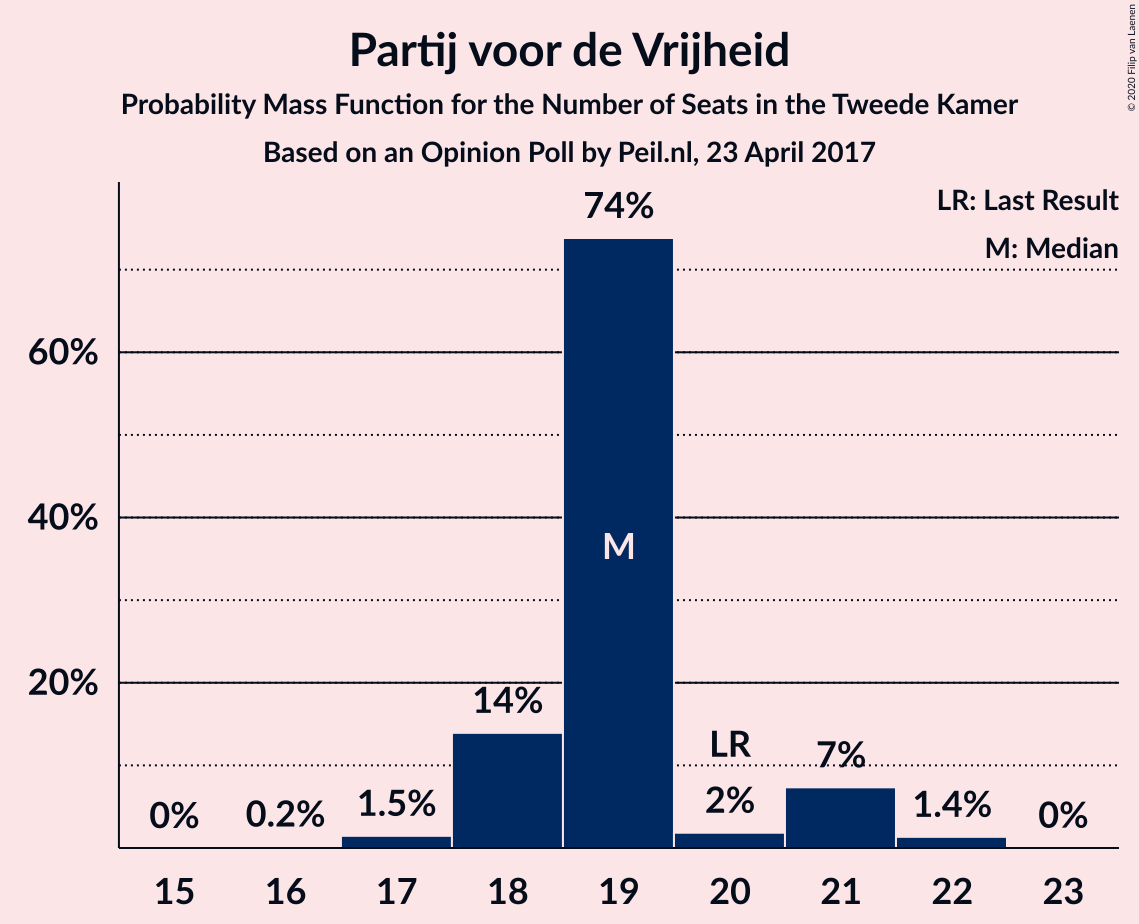 Partij voor de Vrijheid
Probability Mass Function for the Number of Seats in the Tweede Kamer
Based on an Opinion Poll by Peil.nl, 23 April 2017
© 2020 Filip van Laenen
LR: Last Result
M: Median
60%
40%
20%
0%
0.2%
1.5%
14%
74%
M
LR
2%
7%
1.4%
0%
15 16 17 18 19 20 21 22 23